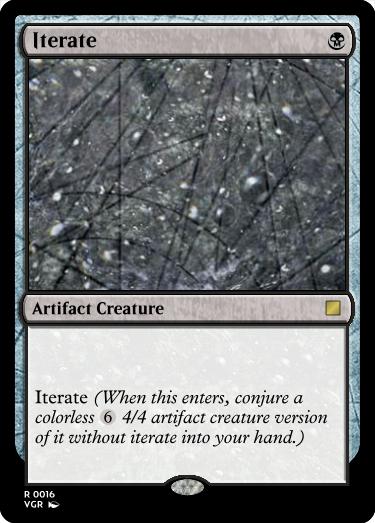 Iterate
Artifact Creature
Iterate (When this enters, conjure a
colorless 6 4/4 artifact creature version
of it without iterate into your hand.)
R 0016
VGR